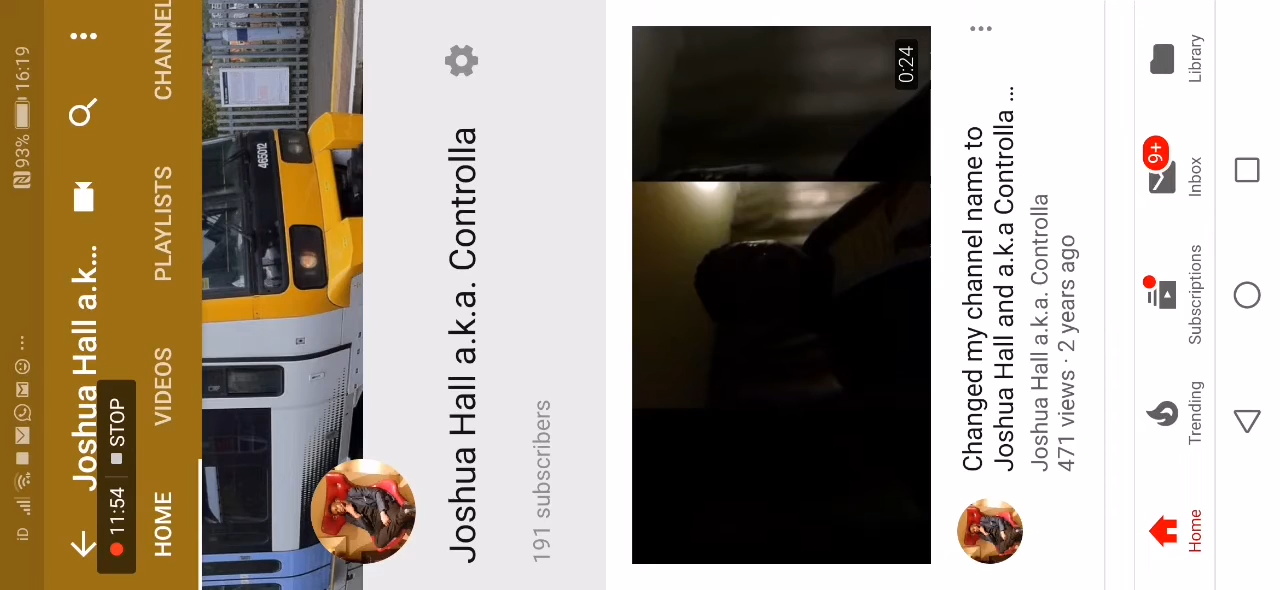 iD
93% 16:19
Joshua Hall a.k...
11:54 STOP
HOME VIDEOS PLAYLISTS CHANNEL
465012
Joshua Hall a.k.a. Controlla
191 subscribers
0:24
Changed my channel name to
Joshua Hall and a.k.a Controlla ...
Joshua Hall a.k.a. Controlla
471 views · 2 years ago
9+
Home Trending Subscriptions Inbox Library